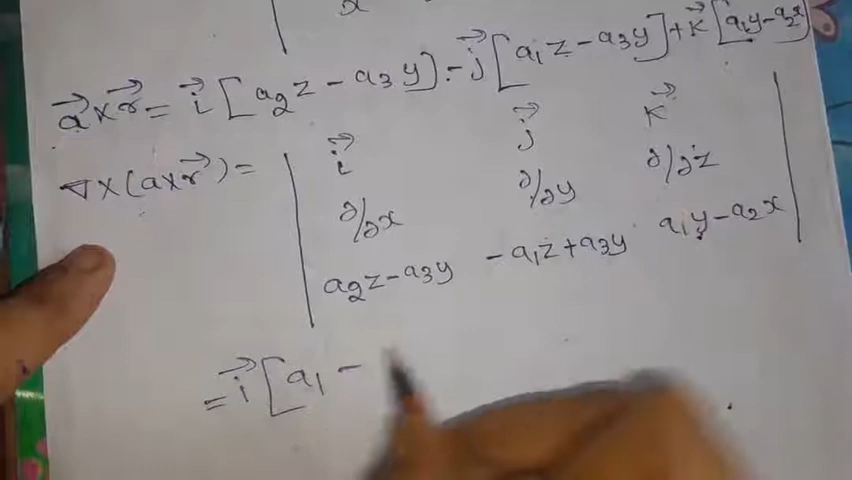 x
a⃗×r⃗ = i⃗ [a₂z − a₃y] − j⃗ [a₁z − a₃y] + k⃗ [a₁y − a₂x]
∇×(a×r⃗) = | i⃗ j⃗ k⃗ |
∂/∂x ∂/∂y ∂/∂z
a₂z − a₃y − a₁z + a₃y a₁y − a₂x
= i⃗ [a₁ −